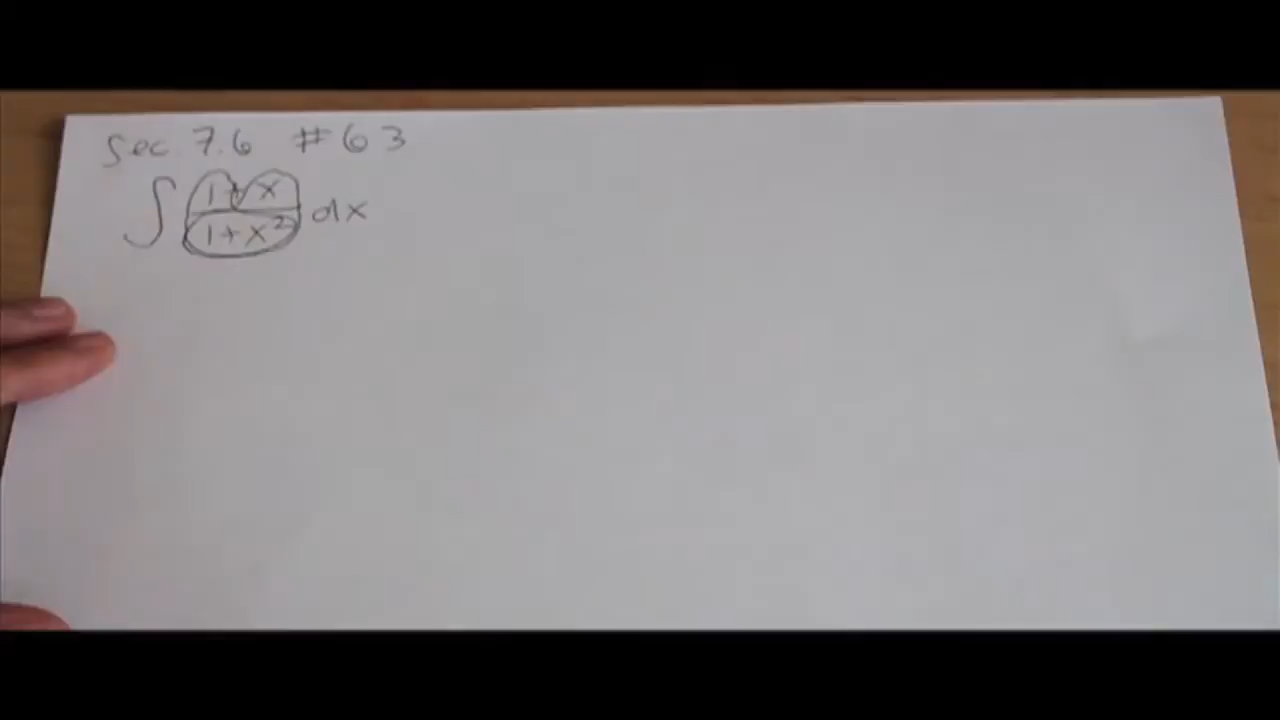 Sec. 7.6 #63
∫ (1+x)/(1+x²) dx